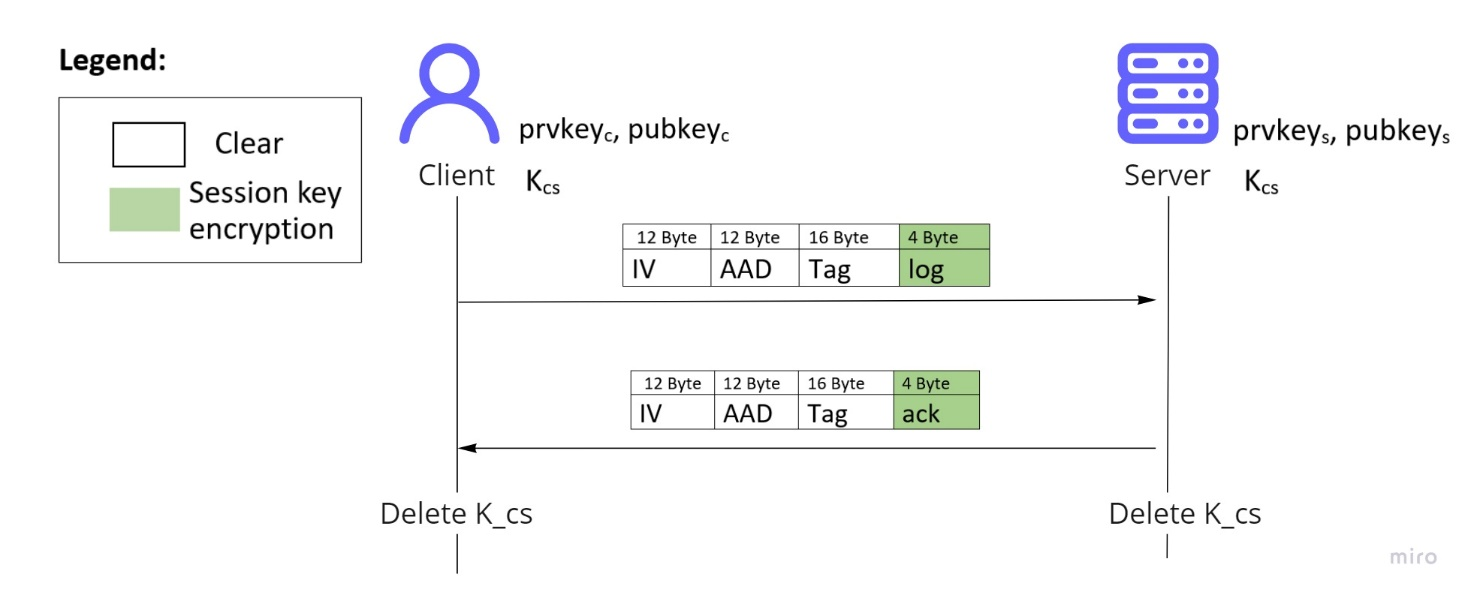 Legend:
Clear
Session key
encryption
prvkeyc, pubkeyc
Client
Kcs
prvkeys, pubkeys
Server
Kcs
12 Byte 12 Byte 16 Byte 4 Byte
IV AAD Tag log
12 Byte 12 Byte 16 Byte 4 Byte
IV AAD Tag ack
Delete K_cs
Delete K_cs
miro